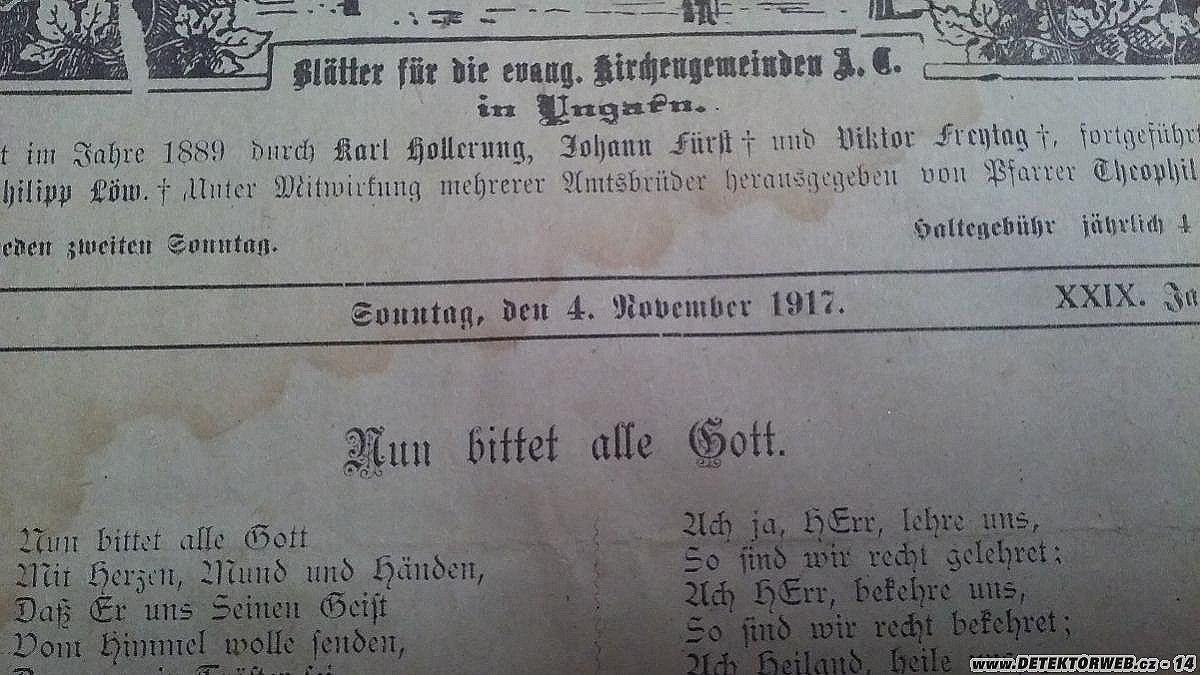 Blätter für die evang. Kirchengemeinden A. C.
in Ungarn.
t im Jahre 1889 durch Karl Hollerung, Johann Fürst † und Viktor Freytag †, fortgeführ
hilipp Löw. † Unter Mitwirkung mehrerer Amtsbrüder herausgegeben von Pfarrer Theophil
eden zweiten Sonntag.
Haltegebühr jährlich 4
Sonntag, den 4. November 1917.
XXIX. Ja
Nun bittet alle Gott.
Nun bittet alle Gott
Mit Herzen, Mund und Händen,
Daß Er uns Seinen Geist
Vom Himmel wolle senden,
Ach ja, HErr, lehre uns,
So sind wir recht gelehret;
Ach HErr, bekehre uns,
So sind wir recht bekehret;
Ach Heiland, heile
www.DETEKTORWEB.cz - 14